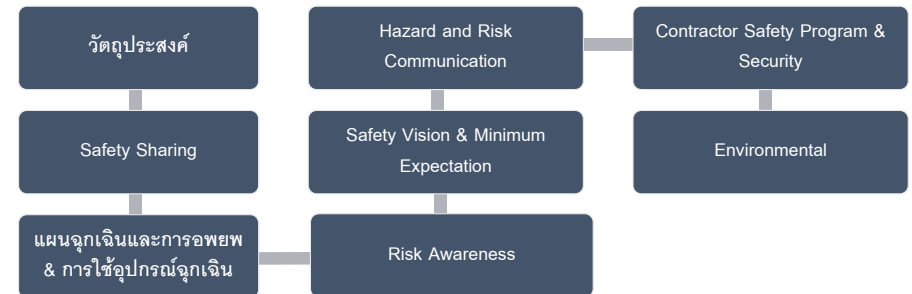 วัตถุประสงค์
Safety Sharing
แผนฉุกเฉินและการอพยพ
& การใช้อุปกรณ์ฉุกเฉิน
Risk Awareness
Safety Vision & Minimum
Expectation
Hazard and Risk
Communication
Contractor Safety Program &
Security
Environmental